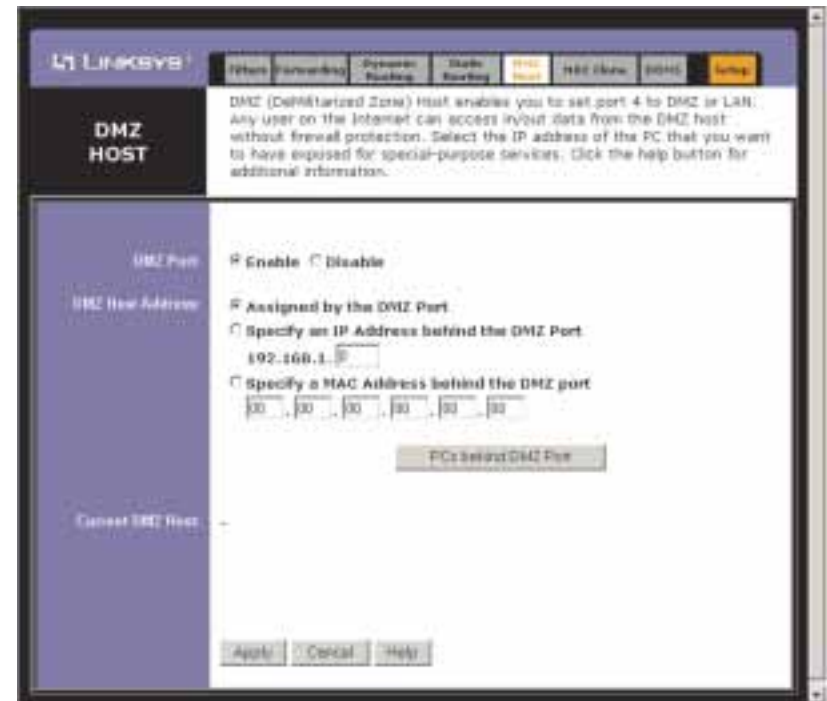 LINKSYS
Filters Forwarding Dynamic Routing Static Routing DMZ Host MAC Clone DDNS Setup
DMZ HOST
DMZ (DeMilitarized Zone) Host enables you to set port 4 to DMZ or LAN.
Any user on the Internet can access in/out data from the DMZ host
without firewall protection. Select the IP address of the PC that you want
to have exposed for special-purpose services. Click the help button for
additional information.
DMZ Port
Enable Disable
DMZ Host Address
Assigned by the DMZ Port
Specify an IP Address behind the DMZ Port
192.168.1. 0
Specify a MAC Address behind the DMZ port
00 . 00 . 00 . 00 . 00 . 00
PCs behind DMZ Port
Current DMZ Host --
Apply Cancel Help